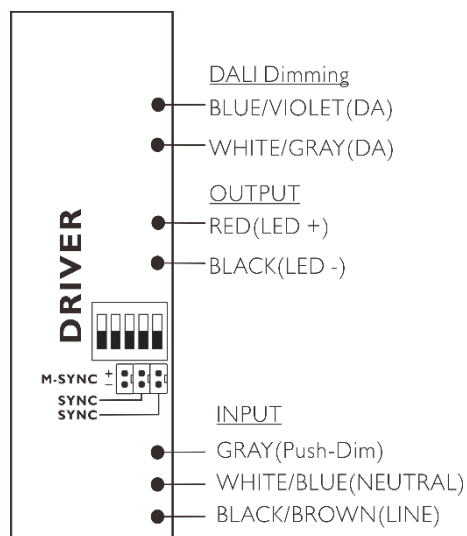 DALI Dimming
BLUE/VIOLET(DA)
WHITE/GRAY(DA)
OUTPUT
RED(LED +)
BLACK(LED -)
DRIVER
M-SYNC + –
SYNC
SYNC
INPUT
GRAY(Push-Dim)
WHITE/BLUE(NEUTRAL)
BLACK/BROWN(LINE)